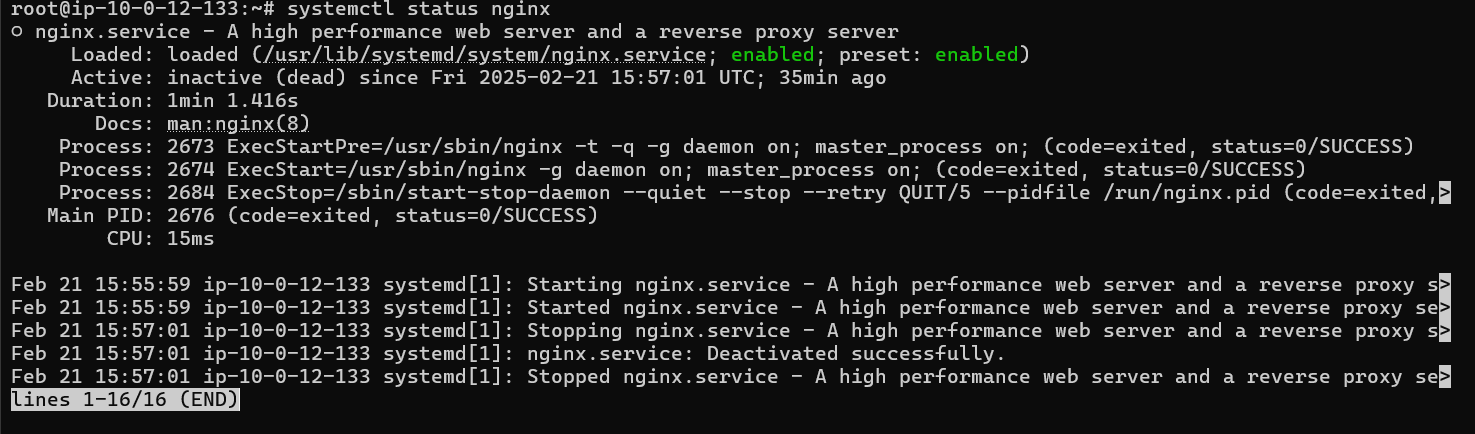 root@ip-10-0-12-133:~# systemctl status nginx
○ nginx.service - A high performance web server and a reverse proxy server
     Loaded: loaded (/usr/lib/systemd/system/nginx.service; enabled; preset: enabled)
     Active: inactive (dead) since Fri 2025-02-21 15:57:01 UTC; 35min ago
   Duration: 1min 1.416s
       Docs: man:nginx(8)
    Process: 2673 ExecStartPre=/usr/sbin/nginx -t -q -g daemon on; master_process on; (code=exited, status=0/SUCCESS)
    Process: 2674 ExecStart=/usr/sbin/nginx -g daemon on; master_process on; (code=exited, status=0/SUCCESS)
    Process: 2684 ExecStop=/sbin/start-stop-daemon --quiet --stop --retry QUIT/5 --pidfile /run/nginx.pid (code=exited,>
   Main PID: 2676 (code=exited, status=0/SUCCESS)
        CPU: 15ms

Feb 21 15:55:59 ip-10-0-12-133 systemd[1]: Starting nginx.service - A high performance web server and a reverse proxy s>
Feb 21 15:55:59 ip-10-0-12-133 systemd[1]: Started nginx.service - A high performance web server and a reverse proxy se>
Feb 21 15:57:01 ip-10-0-12-133 systemd[1]: Stopping nginx.service - A high performance web server and a reverse proxy s>
Feb 21 15:57:01 ip-10-0-12-133 systemd[1]: nginx.service: Deactivated successfully.
Feb 21 15:57:01 ip-10-0-12-133 systemd[1]: Stopped nginx.service - A high performance web server and a reverse proxy se>
lines 1-16/16 (END)